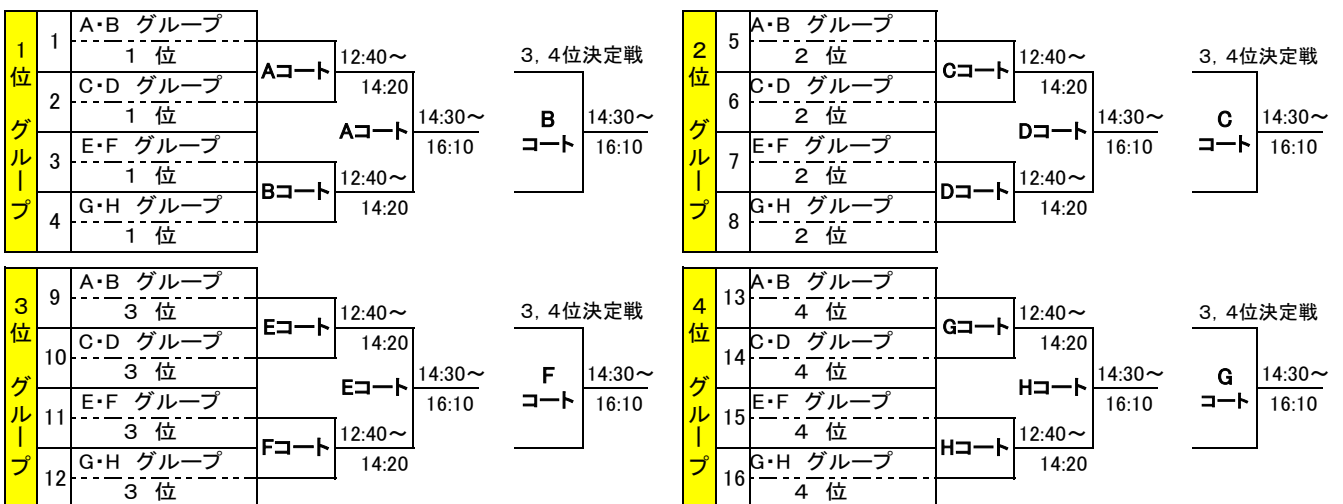 1位 グループ
1
A・B グループ
1 位
2
C・D グループ
1 位
3
E・F グループ
1 位
4
G・H グループ
1 位
Aコート
12:40～
14:20
Bコート
12:40～
14:20
Aコート
14:30～
16:10
3，4位決定戦
B
コート
14:30～
16:10
2位 グループ
5
A・B グループ
2 位
6
C・D グループ
2 位
7
E・F グループ
2 位
8
G・H グループ
2 位
Cコート
12:40～
14:20
Dコート
12:40～
14:20
Dコート
14:30～
16:10
3，4位決定戦
C
コート
14:30～
16:10
3位 グループ
9
A・B グループ
3 位
10
C・D グループ
3 位
11
E・F グループ
3 位
12
G・H グループ
3 位
Eコート
12:40～
14:20
Fコート
12:40～
14:20
Eコート
14:30～
16:10
3，4位決定戦
F
コート
14:30～
16:10
4位 グループ
13
A・B グループ
4 位
14
C・D グループ
4 位
15
E・F グループ
4 位
16
G・H グループ
4 位
Gコート
12:40～
14:20
Hコート
12:40～
14:20
Hコート
14:30～
16:10
3，4位決定戦
G
コート
14:30～
16:10